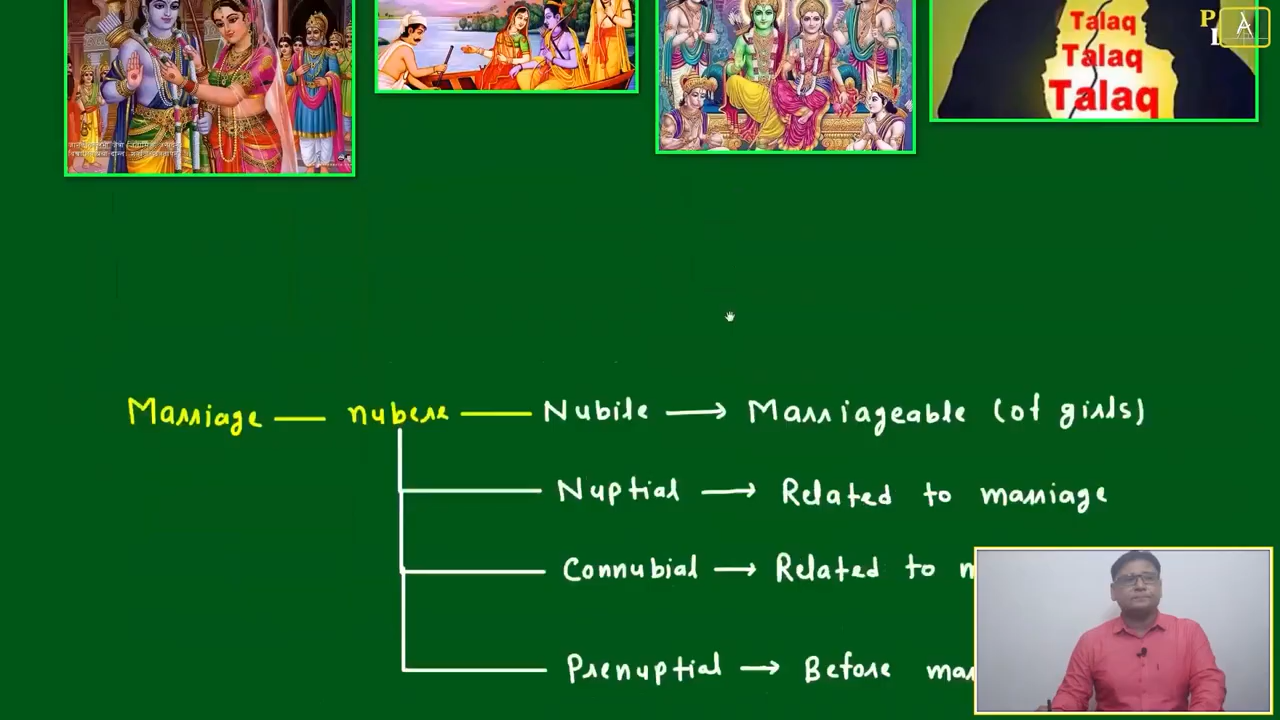 Talaq
Talaq
Talaq
P
Marriage — nubere — Nubile → Marriageable (of girls)
Nuptial → Related to marriage
Connubial → Related to
Prenuptial → Before